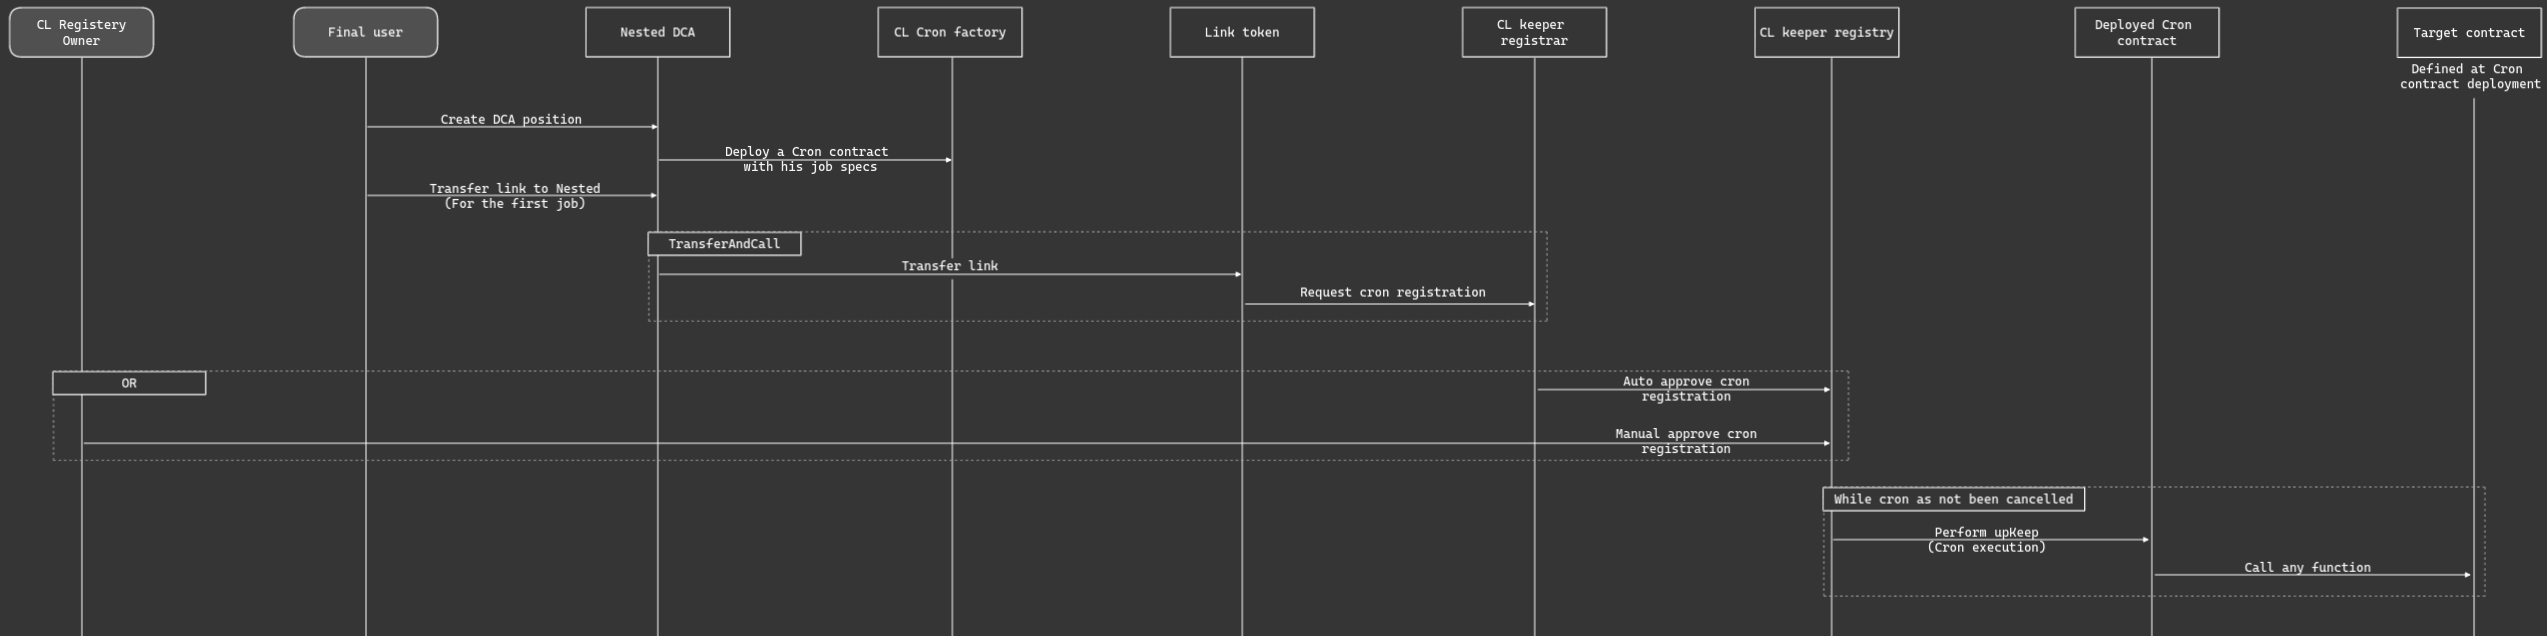 CL Registery
Owner
Final user
Nested DCA
CL Cron factory
Link token
CL keeper
registrar
CL keeper registry
Deployed Cron
contract
Target contract
Defined at Cron
contract deployment
Create DCA position
Deploy a Cron contract
with his job specs
Transfer link to Nested
(For the first job)
TransferAndCall
Transfer link
Request cron registration
OR
Auto approve cron
registration
Manual approve cron
registration
While cron as not been cancelled
Perform upKeep
(Cron execution)
Call any function